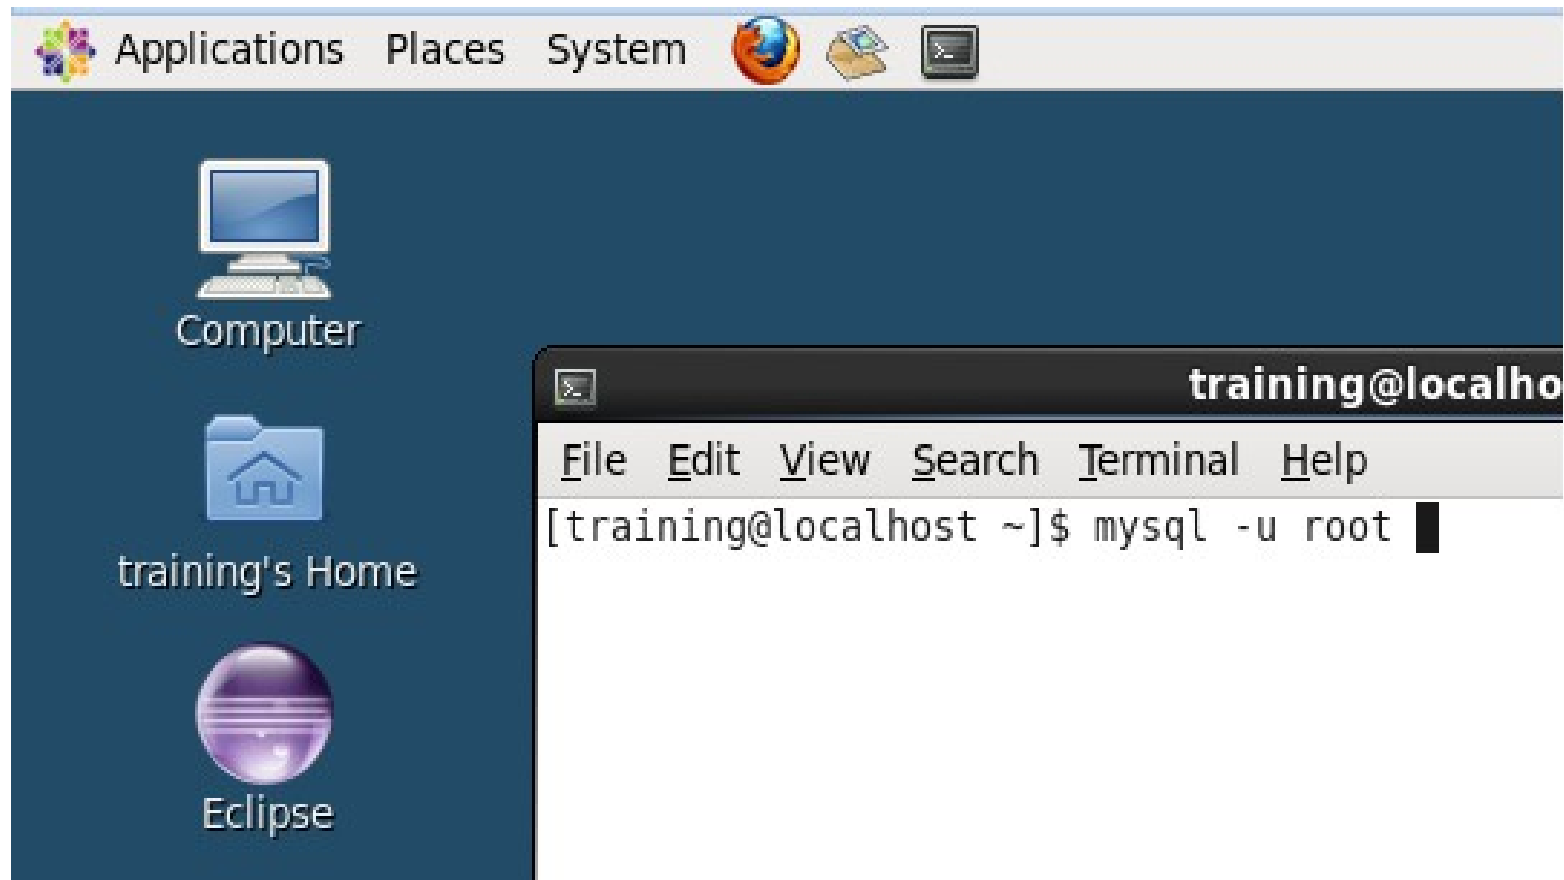 Applications Places System
Computer
training's Home
Eclipse
training@localho
File Edit View Search Terminal Help
[training@localhost ~]$ mysql -u root